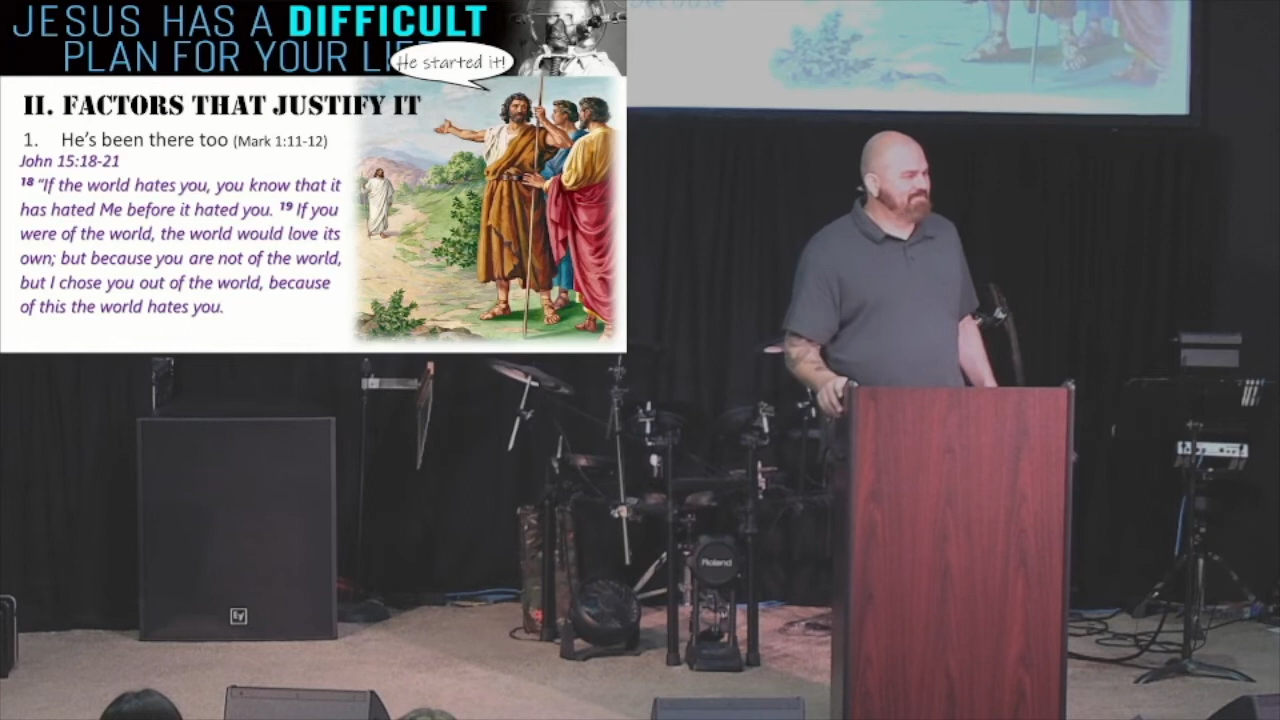 JESUS HAS A DIFFICULT
PLAN FOR YOUR
He started it!
II. FACTORS THAT JUSTIFY IT
1. He's been there too (Mark 1:11-12)
John 15:18-21
18 "If the world hates you, you know that it
has hated Me before it hated you. 19 If you
were of the world, the world would love its
own; but because you are not of the world,
but I chose you out of the world, because
of this the world hates you.
because
Roland
EV